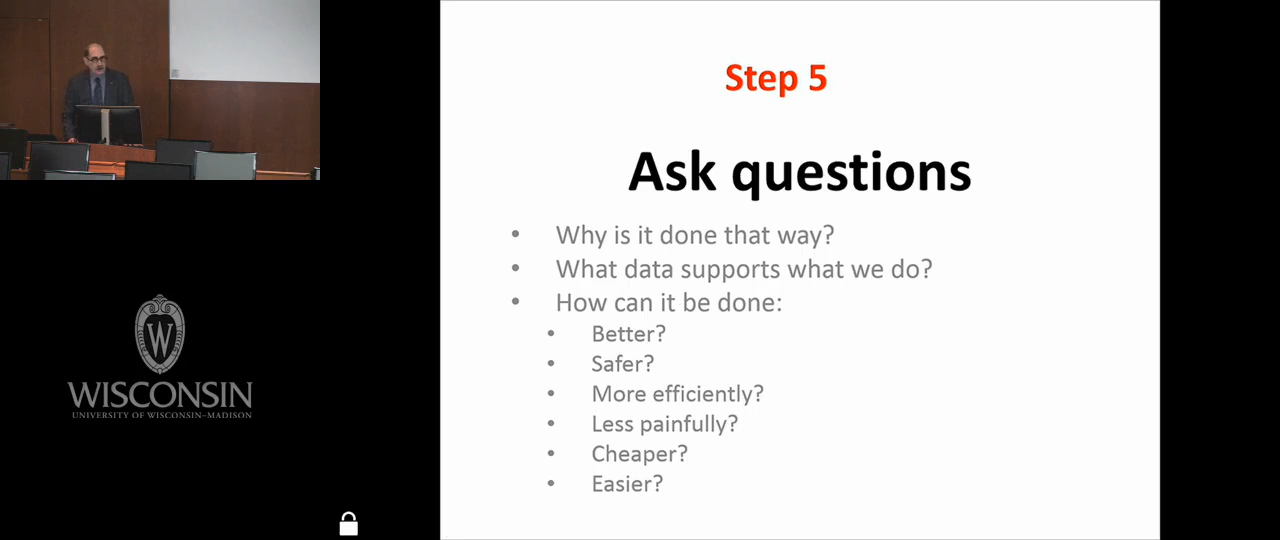 Step 5
Ask questions
• Why is it done that way?
• What data supports what we do?
• How can it be done:
• Better?
• Safer?
• More efficiently?
• Less painfully?
• Cheaper?
• Easier?
W
WISCONSIN
UNIVERSITY OF WISCONSIN–MADISON